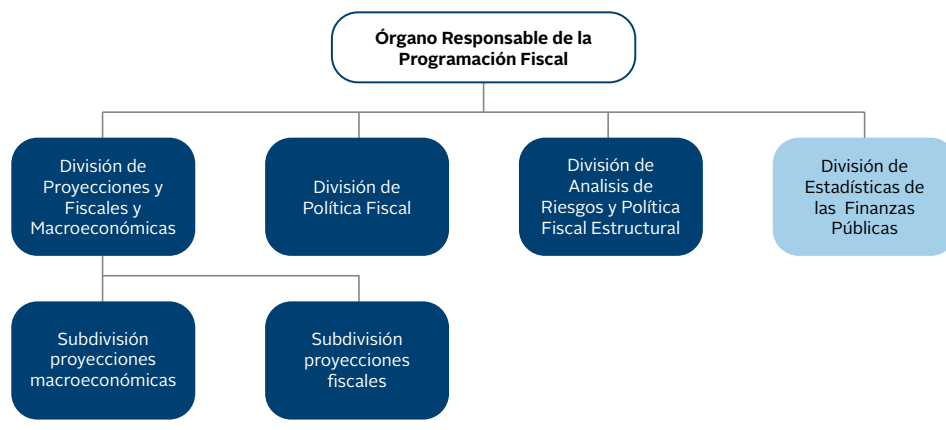 Órgano Responsable de la
Programación Fiscal
División de
Proyecciones y
Fiscales y
Macroeconómicas
División de
Política Fiscal
División de
Analisis de
Riesgos y Política
Fiscal Estructural
División de
Estadísticas de
las Finanzas
Públicas
Subdivisión
proyecciones
macroeconómicas
Subdivisión
proyecciones
fiscales